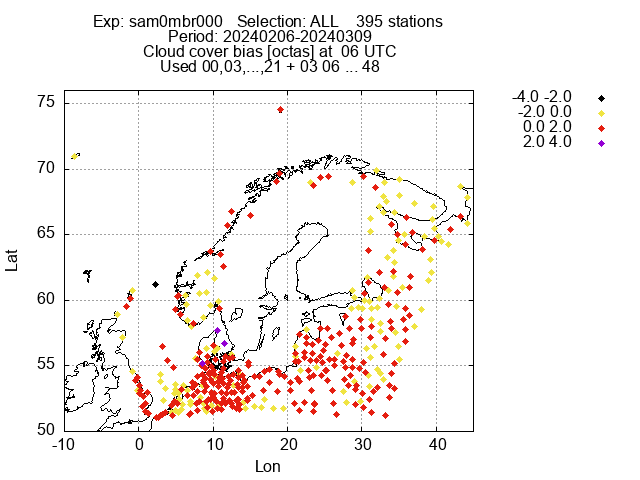 Exp: sam0mbr000 Selection: ALL 395 stations
Period: 20240206-20240309
Cloud cover bias [octas] at 06 UTC
Used 00,03,...,21 + 03 06 ... 48
-4.0 -2.0
-2.0 0.0
0.0 2.0
2.0 4.0
75
70
65
60
55
50
Lat
-10 0 10 20 30 40
Lon